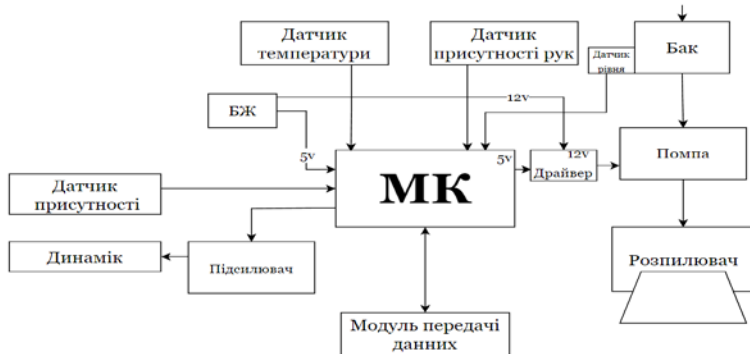 Датчик
температури
Датчик
присутності рук
Датчик
рівня
Бак
БЖ
12v
5v
МК
5v
12v
Драйвер
Помпа
Датчик
присутності
Динамік
Підсилювач
Розпилювач
Модуль передачі
данних